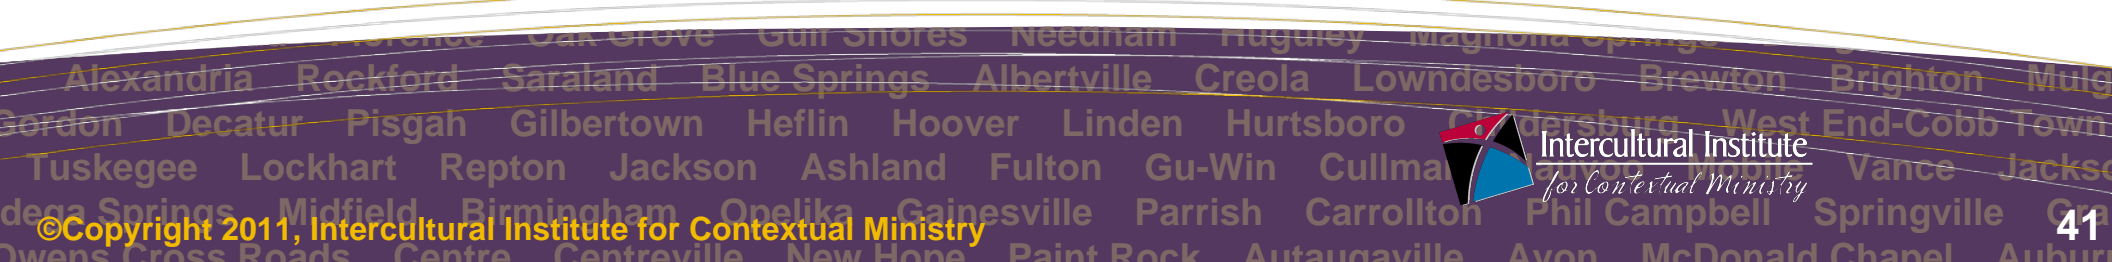 Florence Oak Grove Gulf Shores Needham Huguley Magnolia Springs
Alexandria Rockford Saraland Blue Springs Albertville Creola Lowndesboro Brewton Brighton
Gordon Decatur Pisgah Gilbertown Heflin Hoover Linden Hurtsboro West End-Cobb Town
Tuskegee Lockhart Repton Jackson Ashland Fulton Gu-Win Vance
Springs Midfield Birmingham Opelika Gainesville Parrish Carrollton Phil Campbell Springville
Owens Cross Roads Centre Centreville New Hope Paint Rock Autaugaville Avon McDonald Chapel
Intercultural Institute
for Contextual Ministry
©Copyright 2011, Intercultural Institute for Contextual Ministry
41